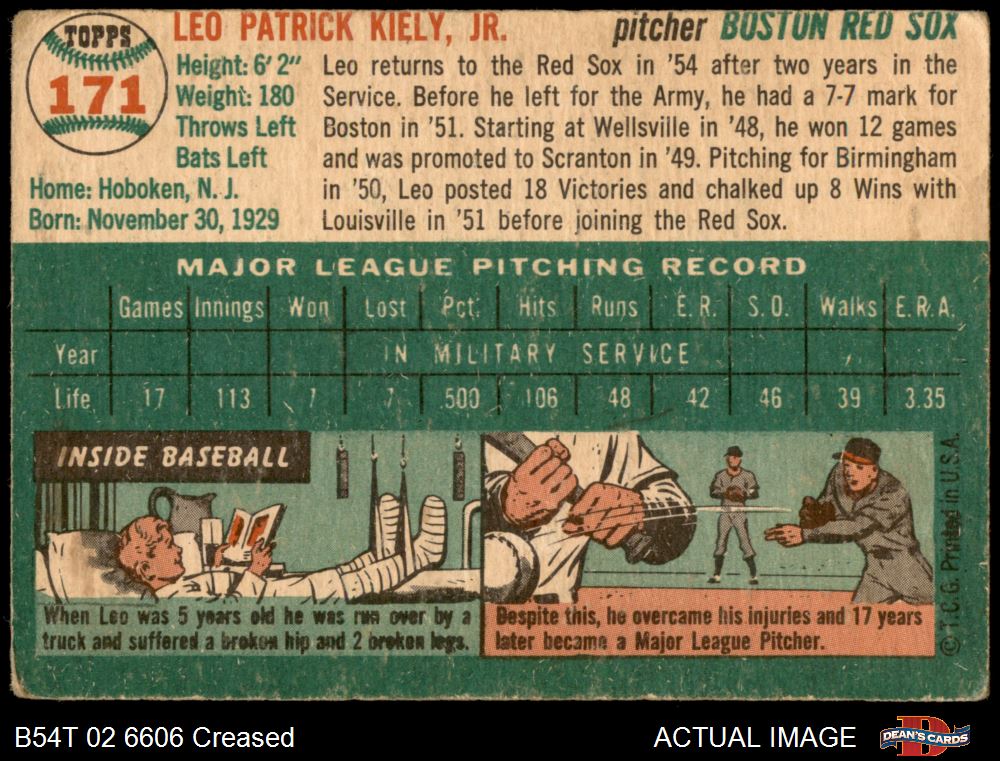 TOPPS
171
LEO PATRICK KIELY, JR.
pitcher BOSTON RED SOX
Height: 6' 2"
Weight: 180
Throws Left
Bats Left
Home: Hoboken, N. J.
Born: November 30, 1929
Leo returns to the Red Sox in '54 after two years in the
Service. Before he left for the Army, he had a 7-7 mark for
Boston in '51. Starting at Wellsville in '48, he won 12 games
and was promoted to Scranton in '49. Pitching for Birmingham
in '50, Leo posted 18 Victories and chalked up 8 Wins with
Louisville in '51 before joining the Red Sox.
MAJOR LEAGUE PITCHING RECORD
Games Innings Won Lost Pct. Hits Runs E. R. S. O. Walks E. R. A.
Year IN MILITARY SERVICE
Life 17 113 7 7 .500 106 48 42 46 39 3.35
INSIDE BASEBALL
When Leo was 5 years old he was run over by a
truck and suffered a broken hip and 2 broken legs.
Despite this, he overcame his injuries and 17 years
later became a Major League Pitcher.
© T.C.G. Printed in U.S.A.
B54T 02 6606 Creased
ACTUAL IMAGE
DEAN'S CARDS